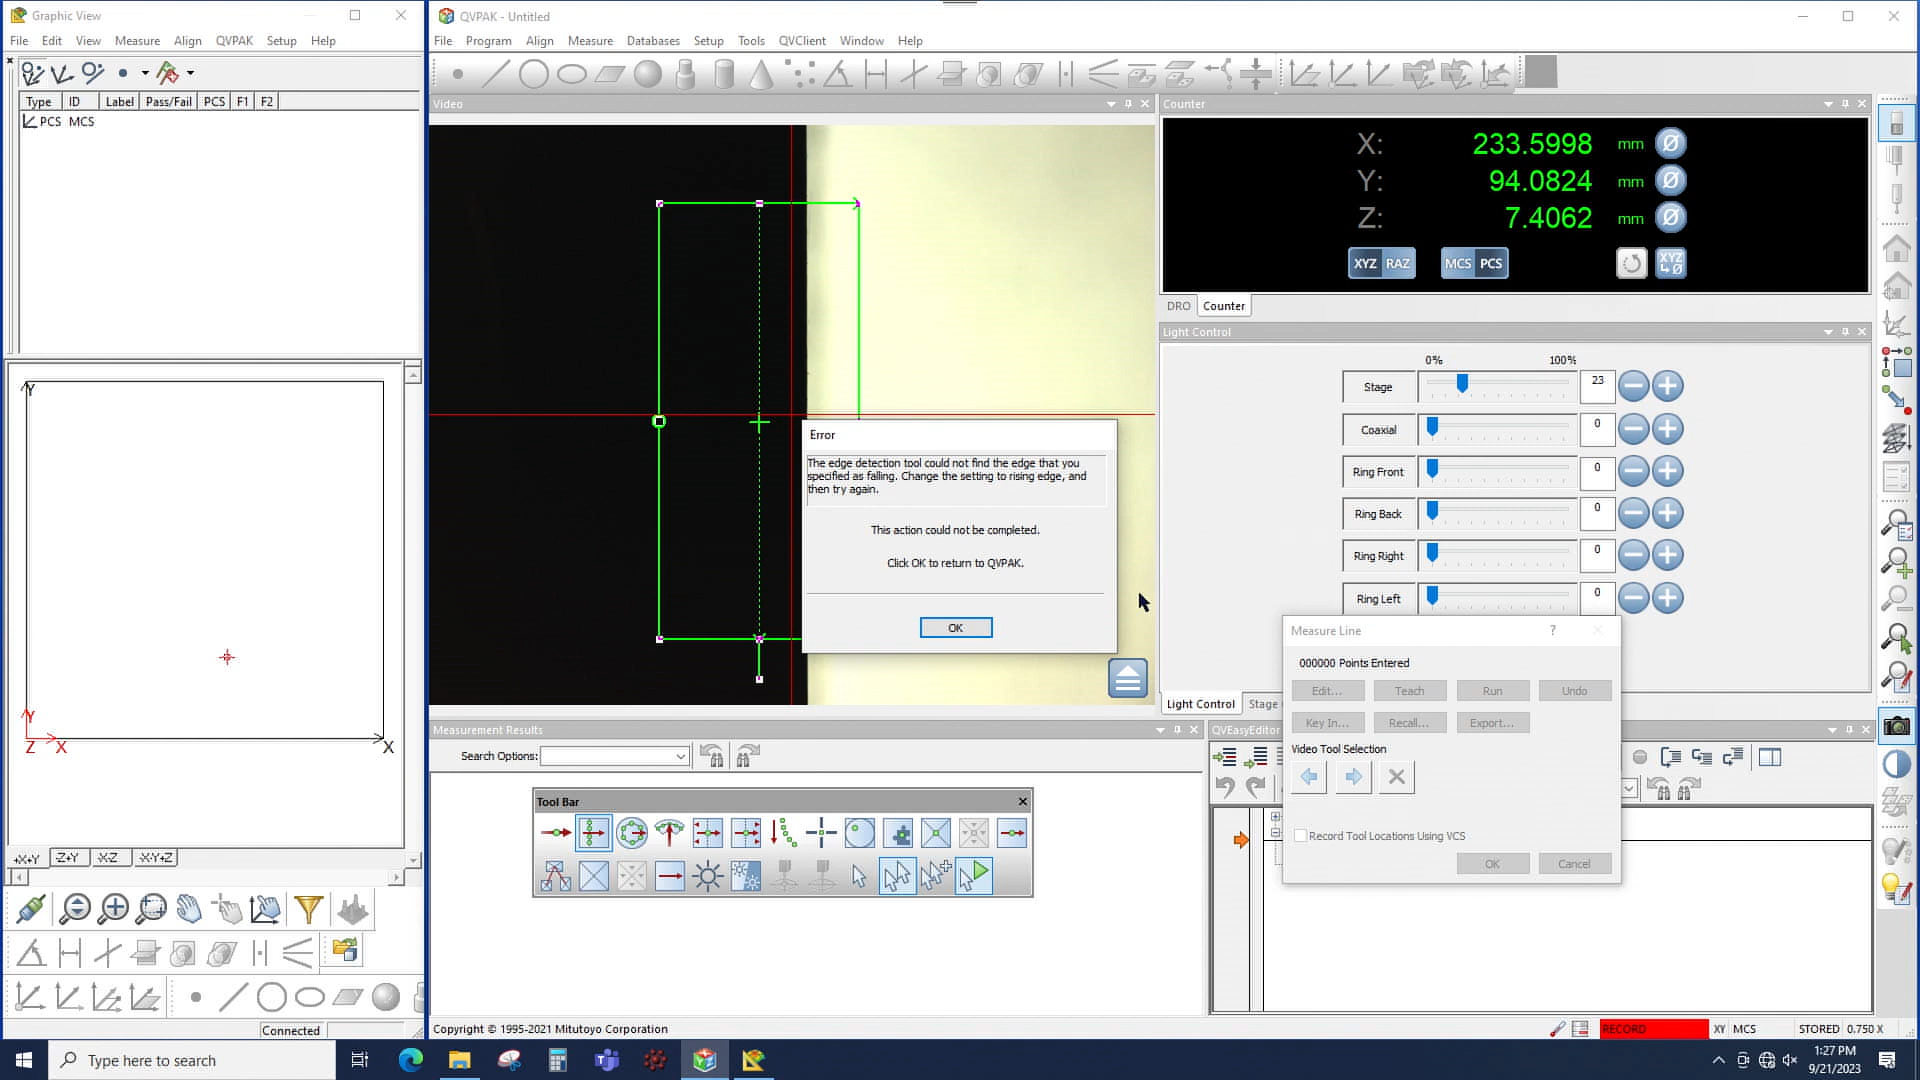 Graphic View
File Edit View Measure Align QVPAK Setup Help
Type ID Label Pass/Fail PCS F1 F2
PCS MCS
Y
Y
Z X
X
+X+Y -Z+Y -X-Z -X-Y+Z
Connected
QVPAK - Untitled
File Program Align Measure Databases Setup Tools QVClient Window Help
Video
Error
The edge detection tool could not find the edge that you
specified as falling. Change the setting to rising edge, and
then try again.
This action could not be completed.
Click OK to return to QVPAK.
OK
Counter
X: 233.5998 mm Ø
Y: 94.0824 mm Ø
Z: 7.4062 mm Ø
XYZ RAZ MCS PCS XYZ Ø
DRO Counter
Light Control
0% 100%
Stage 23
Coaxial 0
Ring Front 0
Ring Back 0
Ring Right 0
Ring Left 0
Light Control Stage
Measure Line ?
000000 Points Entered
Edit... Teach Run Undo
Key In... Recall... Export...
Video Tool Selection
Record Tool Locations Using VCS
OK Cancel
Measurement Results
Search Options:
Tool Bar
QVEasyEditor
Copyright © 1995-2021 Mitutoyo Corporation
RECORD XY MCS STORED 0.750 X
Type here to search
1:27 PM
9/21/2023